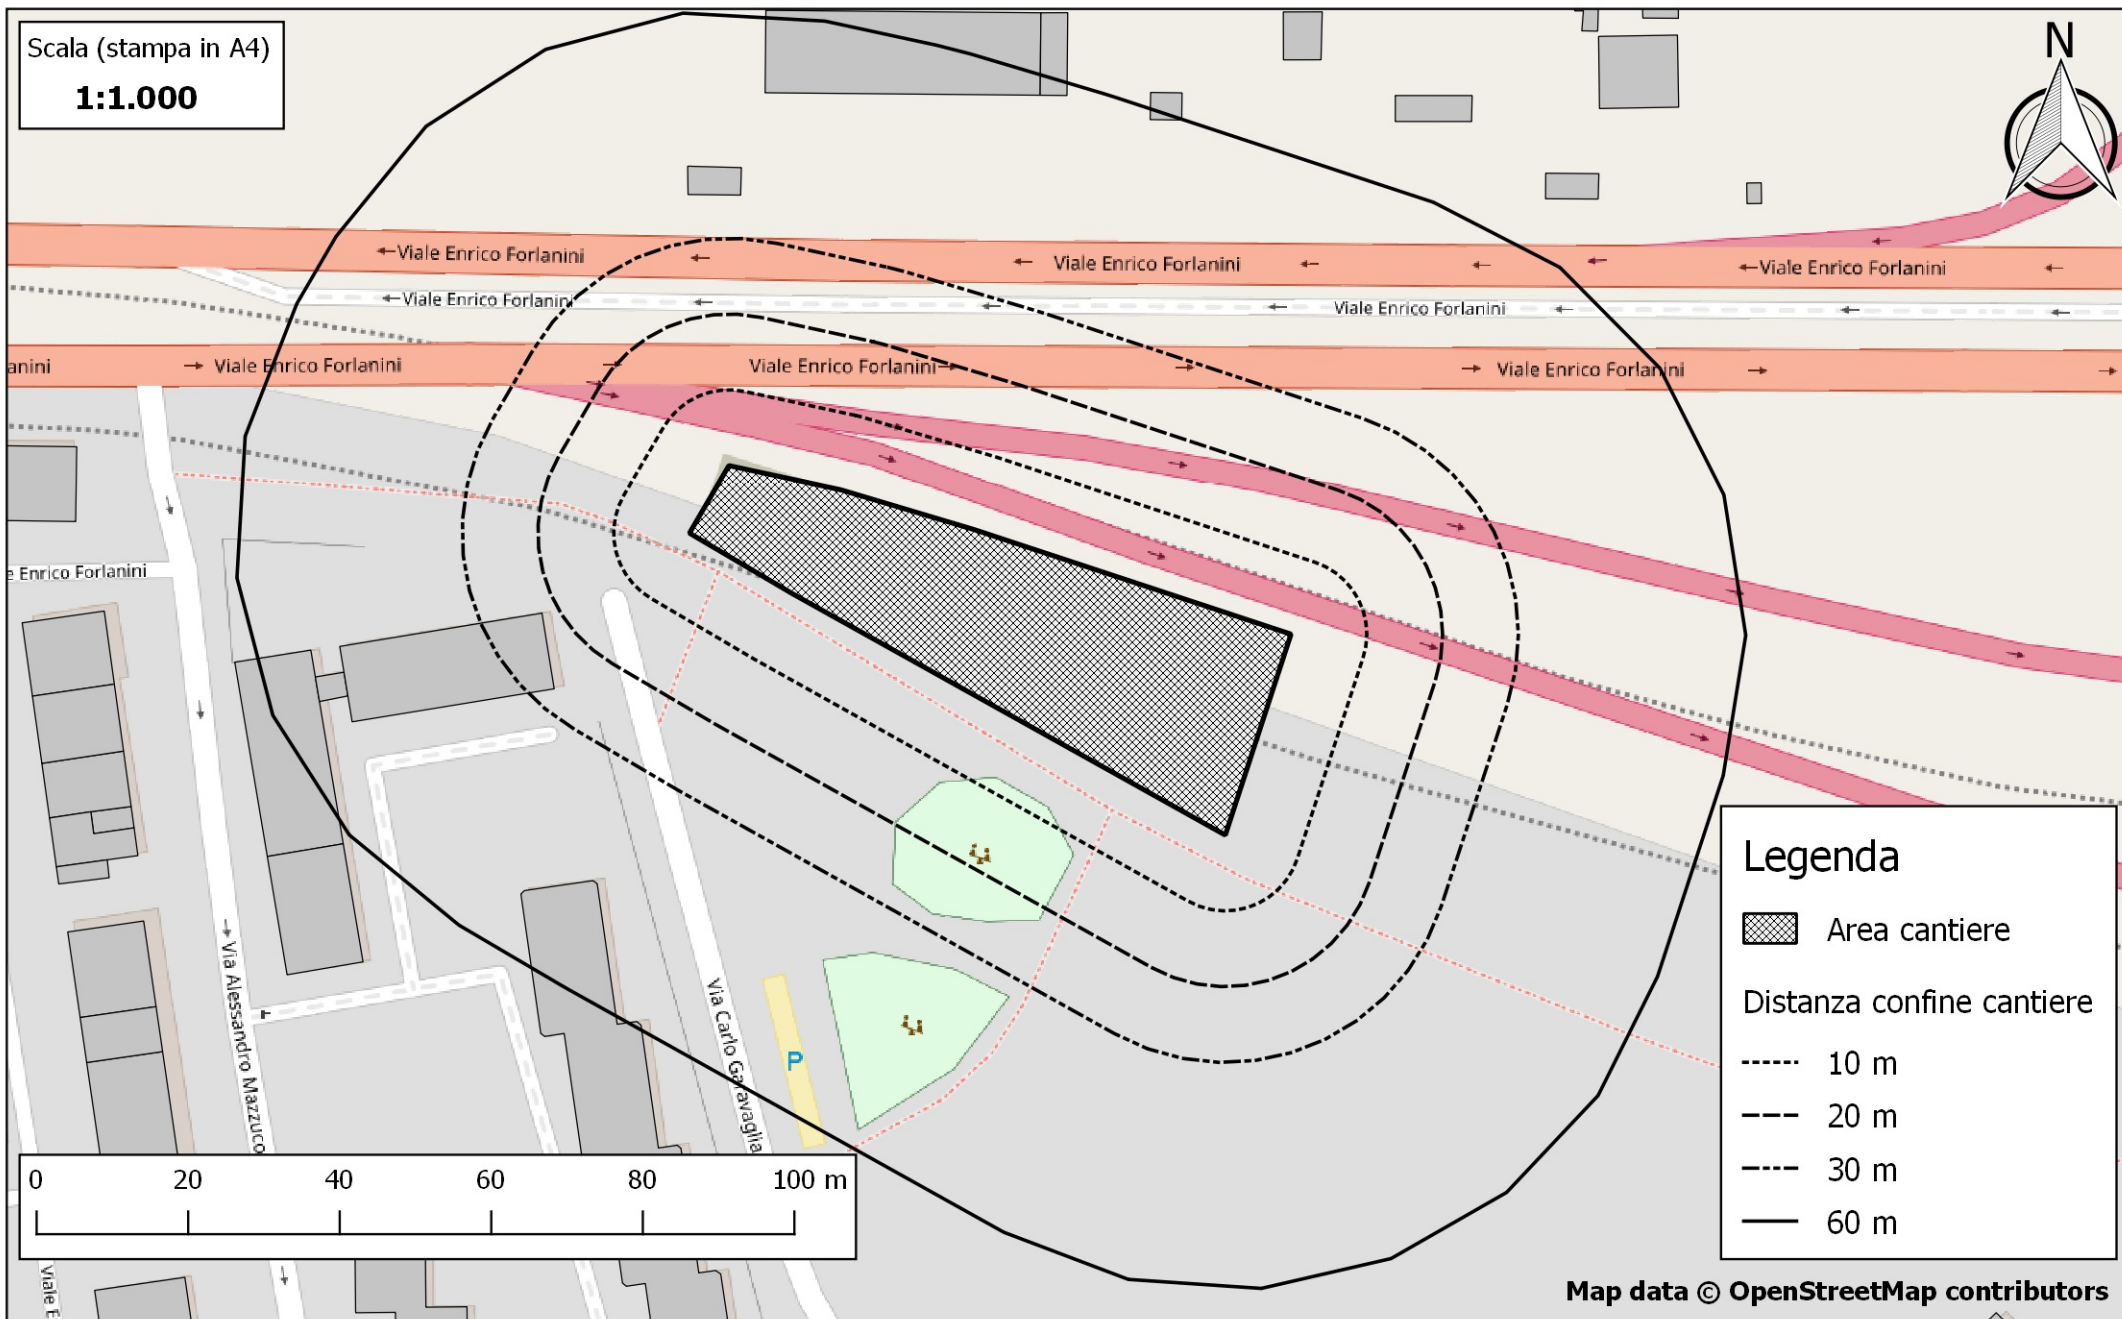 Scala (stampa in A4)
1:1.000
N
Viale Enrico Forlanini
Viale Enrico Forlanini
Viale Enrico Forlanini
Viale Enrico Forlanini
Viale Enrico Forlanini
anini
Viale Enrico Forlanini
Viale Enrico Forlanini
Viale Enrico Forlanini
e Enrico Forlanini
Via Alessandro Mazzuco
Via Carlo Garavaglia
P
Viale E
0 20 40 60 80 100 m
Legenda
Area cantiere
Distanza confine cantiere
10 m
20 m
30 m
60 m
Map data © OpenStreetMap contributors